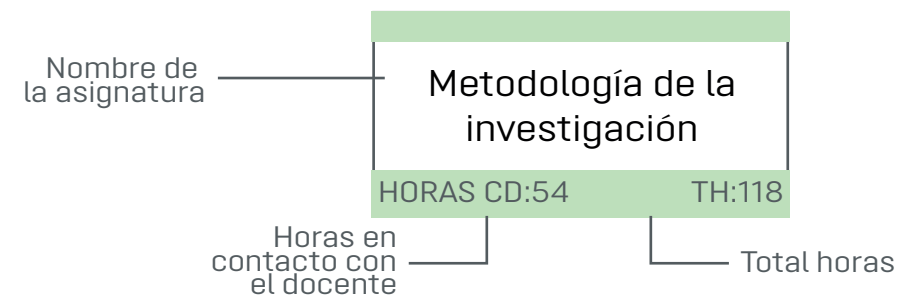 Nombre de
la asignatura
Metodología de la
investigación
HORAS CD:54 TH:118
Horas en
contacto con
el docente
Total horas